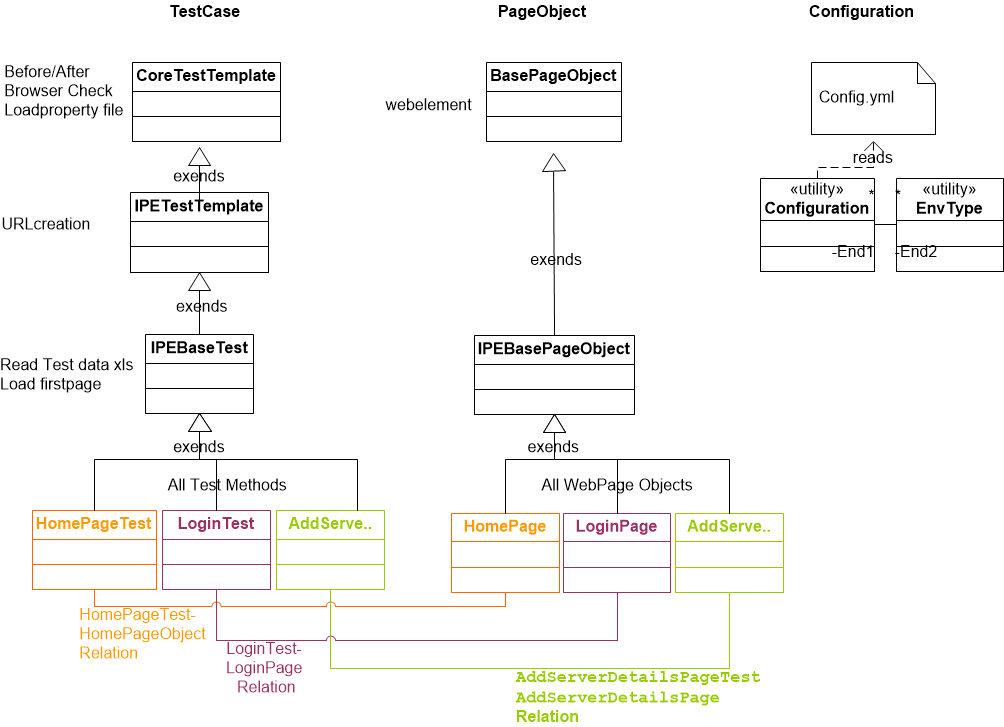 TestCase
PageObject
Configuration
Before/After
Browser Check
Loadproperty file
CoreTestTemplate
webelement
BasePageObject
Config.yml
exends
reads
URLcreation
IPETestTemplate
«utility»
Configuration
*
*
«utility»
EnvType
-End1
-End2
exends
exends
Read Test data xls
Load firstpage
IPEBaseTest
IPEBasePageObject
exends
exends
All Test Methods
All WebPage Objects
HomePageTest
LoginTest
AddServe..
HomePage
LoginPage
AddServe..
HomePageTest-
HomePageObject
Relation
LoginTest-
LoginPage
Relation
AddServerDetailsPageTest
AddServerDetailsPage
Relation